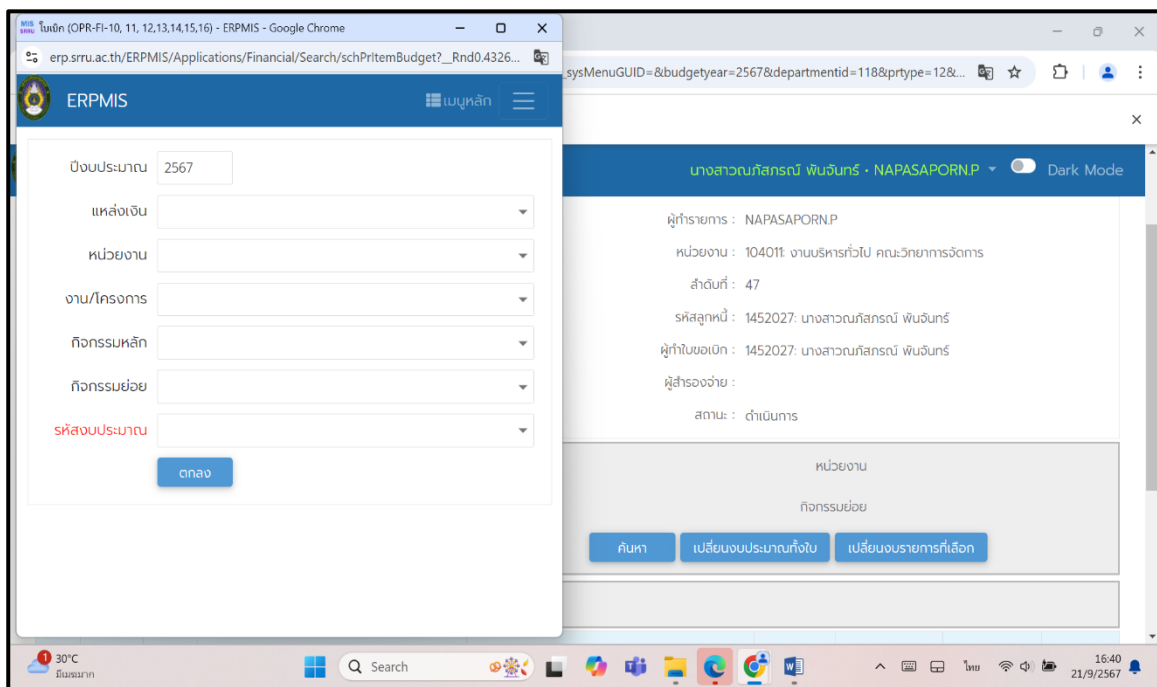 MIS SRRU ใบเบิก (OPR-FI-10, 11, 12,13,14,15,16) - ERPMIS - Google Chrome
erp.srru.ac.th/ERPMIS/Applications/Financial/Search/schPrItemBudget?_Rnd0.4326...
_sysMenuGUID=&budgetyear=2567&departmentid=118&prtype=12&...
ERPMIS
เมนูหลัก
นางสาวณภัสภรณ์ พันจันทร์ • NAPASAPORN.P
Dark Mode
ปีงบประมาณ 2567
แหล่งเงิน
หน่วยงาน
งาน/โครงการ
กิจกรรมหลัก
กิจกรรมย่อย
รหัสงบประมาณ
ตกลง
ผู้ทำรายการ : NAPASAPORN.P
หน่วยงาน : 104011: งานบริหารทั่วไป คณะวิทยาการจัดการ
ลำดับที่ : 47
รหัสลูกหนี้ : 1452027: นางสาวณภัสภรณ์ พันจันทร์
ผู้ทำใบขอเบิก : 1452027: นางสาวณภัสภรณ์ พันจันทร์
ผู้สำรองจ่าย :
สถานะ : ดำเนินการ
หน่วยงาน
กิจกรรมย่อย
ค้นหา เปลี่ยนงบประมาณทั้งใบ เปลี่ยนงบรายการที่เลือก
1 30°C
มีเมฆมาก
Search
ไทย
16:40
21/9/2567